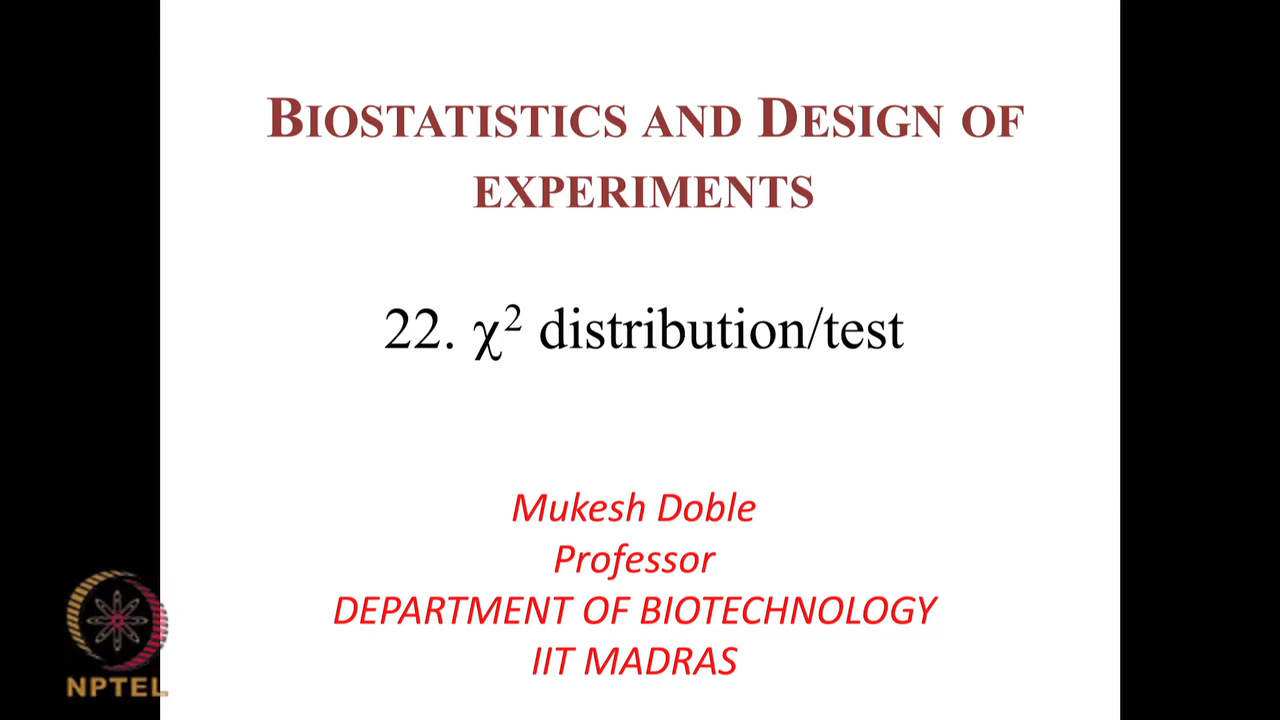 BIOSTATISTICS AND DESIGN OF
EXPERIMENTS
22. χ² distribution/test
Mukesh Doble
Professor
DEPARTMENT OF BIOTECHNOLOGY
IIT MADRAS
NPTEL